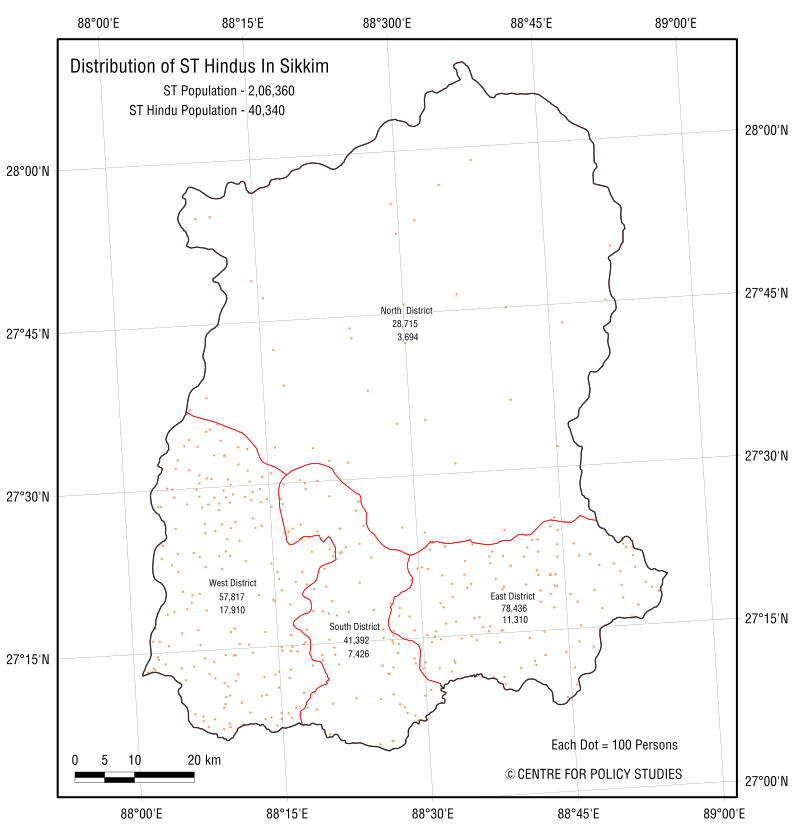 88°00'E 88°15'E 88°30'E 88°45'E 89°00'E
Distribution of ST Hindus In Sikkim
ST Population - 2,06,360
ST Hindu Population - 40,340
28°00'N
28°00'N
27°45'N
North District
28,715
3,694
27°45'N
27°30'N
27°30'N
West District
57,817
17,910
East District
78,436
11,310
South District
41,392
7,426
27°15'N
27°15'N
Each Dot = 100 Persons
0 5 10 20 km
© CENTRE FOR POLICY STUDIES
27°00'N
88°00'E 88°15'E 88°30'E 88°45'E 89°00'E